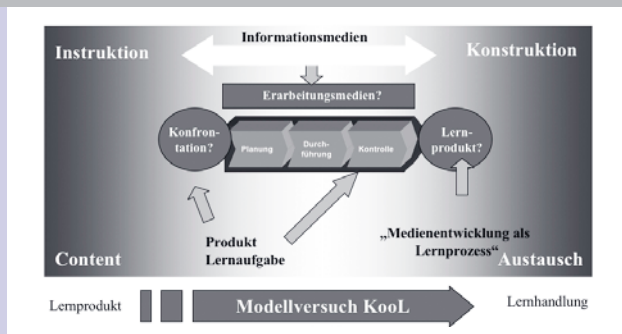 Informationsmedien
Instruktion
Konstruktion
Erarbeitungsmedien?
Konfron-
tation?
Planung
Durch-
führung
Kontrolle
Lern-
produkt?
Produkt
Lernaufgabe
„Medienentwicklung als
Lernprozess“
Content
Austausch
Lernprodukt
Modellversuch KooL
Lernhandlung